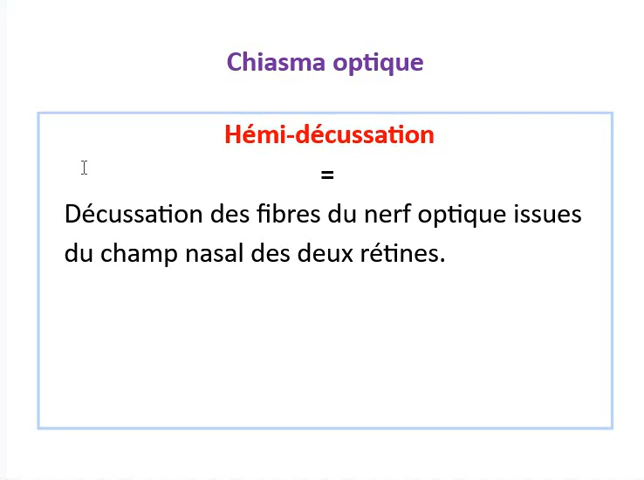 Chiasma optique
Hémi-décussation
=
Décussation des fibres du nerf optique issues
du champ nasal des deux rétines.